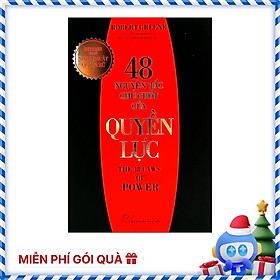 ROBERT GREENE
48
NGUYÊN TẮC
CHỦ CHỐT
CỦA
QUYỀN
LỰC
THE 48 LAWS
OF
POWER
MIỄN PHÍ GÓI QUÀ